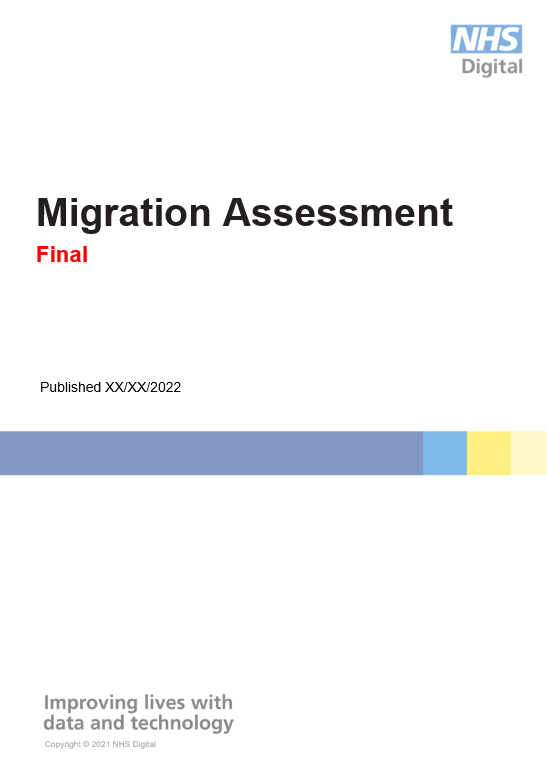 NHS
Digital
Migration Assessment
Final
Published XX/XX/2022
Improving lives with
data and technology
Copyright © 2021 NHS Digital